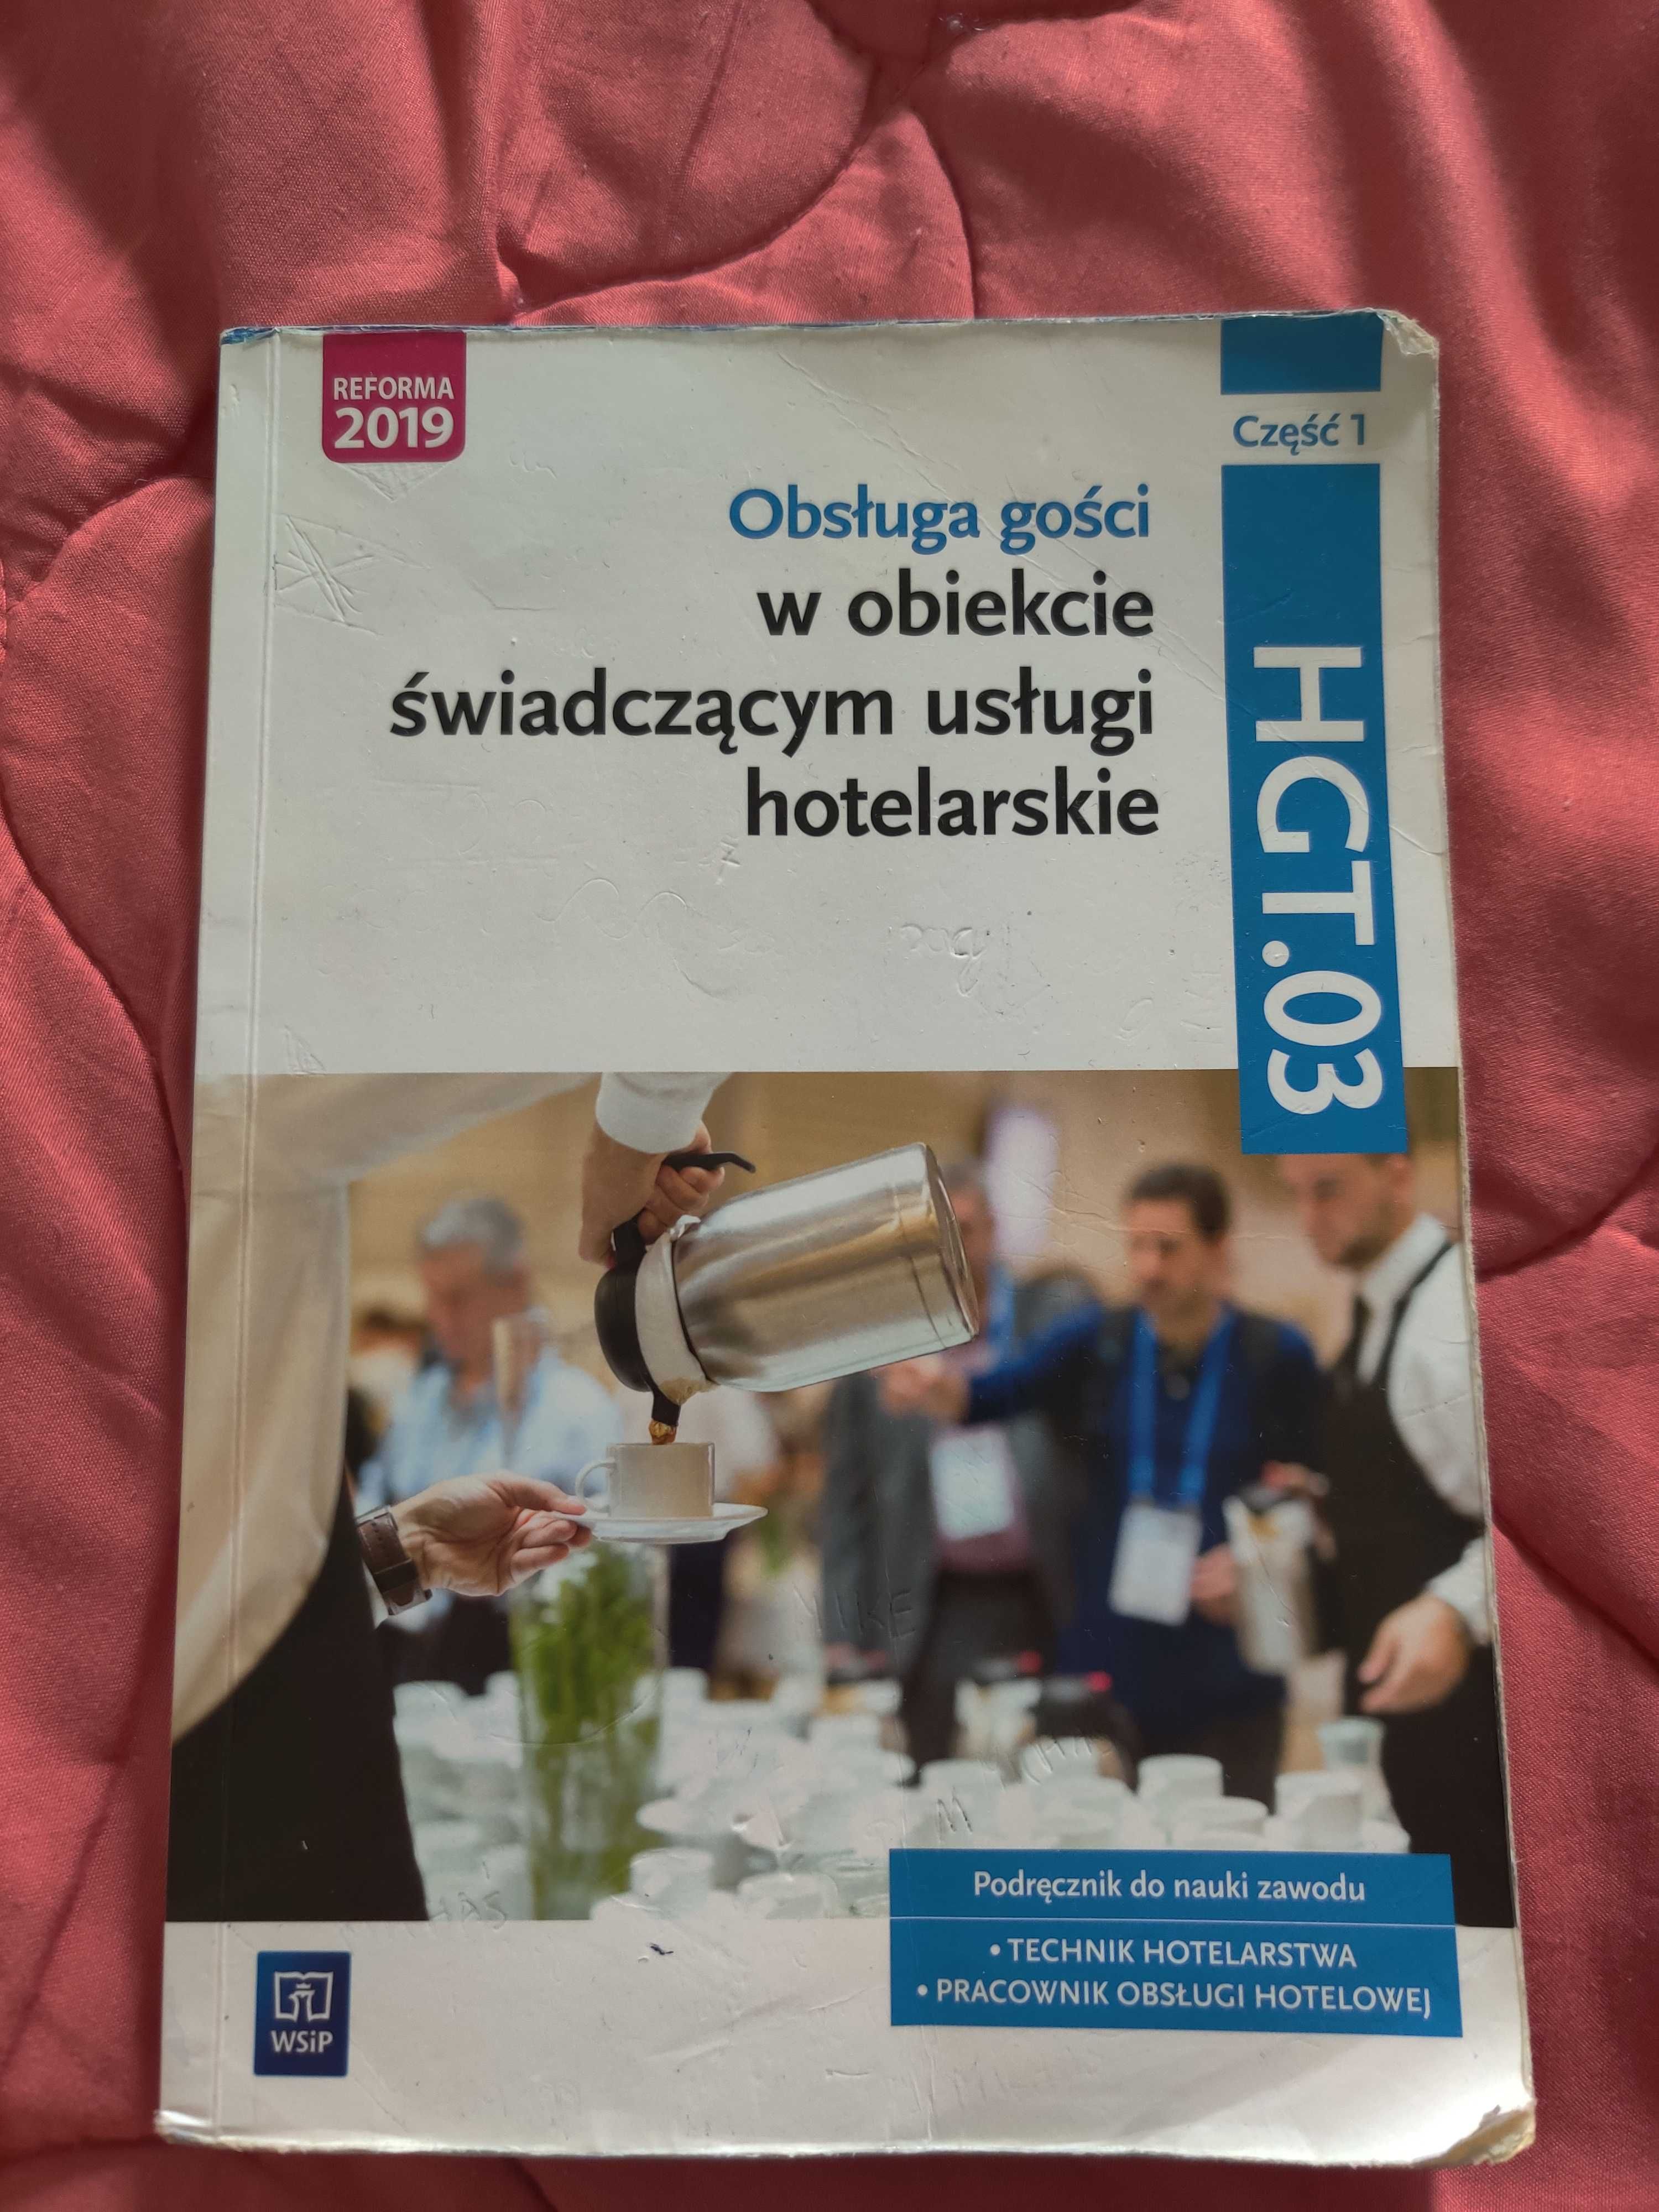 REFORMA
2019
Część 1
Obsługa gości
w obiekcie
świadczącym usługi
hotelarskie
HGT.03
Podręcznik do nauki zawodu
• TECHNIK HOTELARSTWA
• PRACOWNIK OBSŁUGI HOTELOWEJ
WSiP